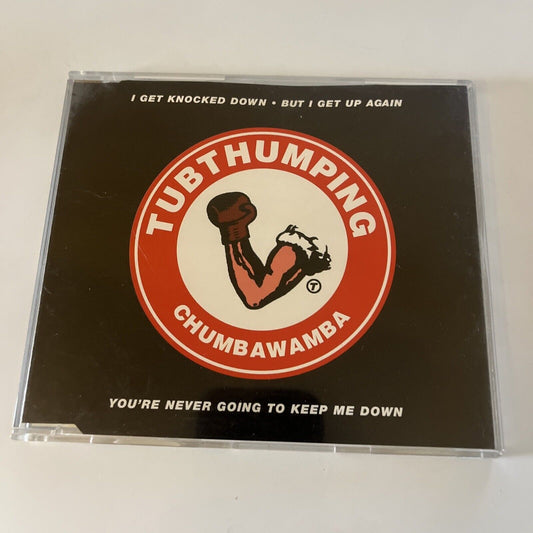 I GET KNOCKED DOWN • BUT I GET UP AGAIN
TUBTHUMPING
T
CHUMBAWAMBA
YOU'RE NEVER GOING TO KEEP ME DOWN